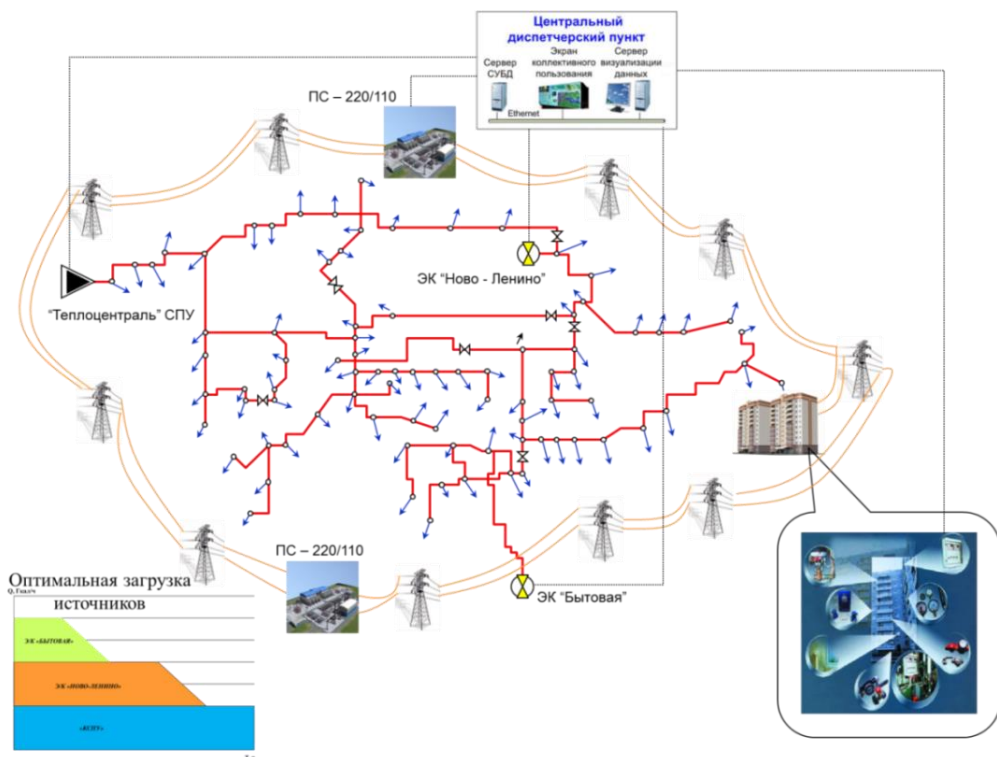 Центральный
диспетчерский пункт
Сервер
СУБД
Экран
коллективного
пользования
Сервер
визуализации
данных
Ethernet
ПС – 220/110
ЭК "Ново - Ленино"
"Теплоцентраль" СПУ
ПС – 220/110
ЭК "Бытовая"
Оптимальная загрузка
Q, Гкал/ч
источников
ЭК «БЫТОВАЯ»
ЭК «НОВО-ЛЕНИНО»